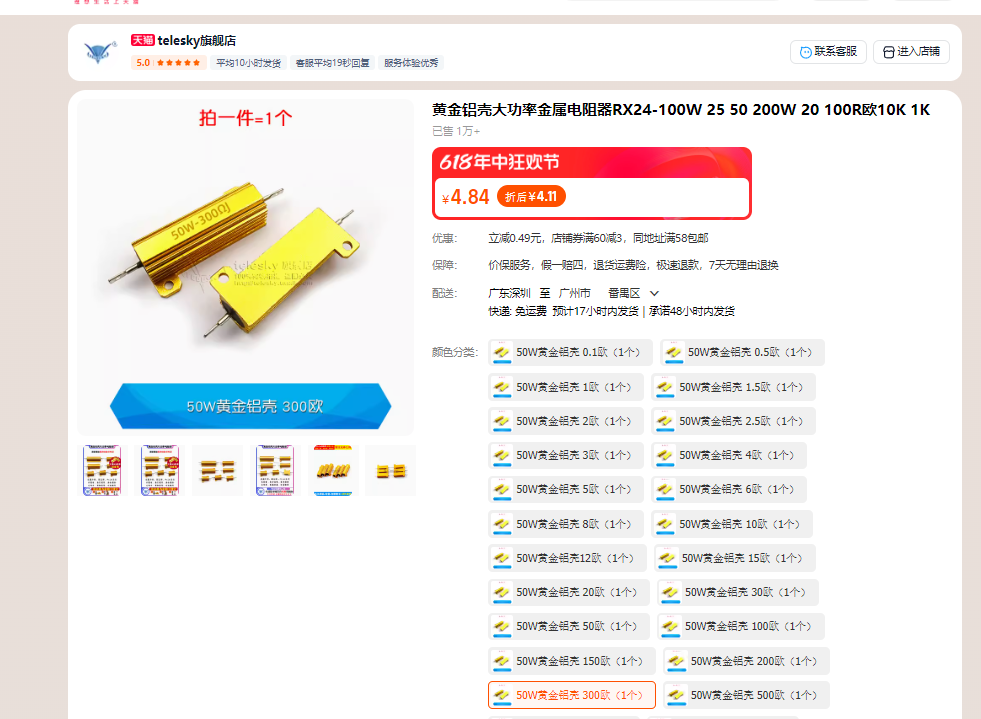 天猫 telesky旗舰店
5.0 ★★★★★ 平均10小时发货 客服平均19秒回复 服务体验优秀
联系客服 进入店铺
拍一件=1个
50W-300ΩJ
telesky 旗舰店
50W黄金铝壳 300欧
黄金铝壳大功率金属电阻器RX24-100W 25 50 200W 20 100R欧10K 1K
已售 1万+
618年中狂欢节
¥4.84 折后¥4.11
优惠: 立减0.49元，店铺券满60减3，同地址满58包邮
保障: 价保服务，假一赔四，退货运费险，极速退款，7天无理由退换
配送: 广东深圳 至 广州市 番禺区
快递: 免运费 预计17小时内发货 | 承诺48小时内发货
颜色分类: 50W黄金铝壳 0.1欧（1个） 50W黄金铝壳 0.5欧（1个）
50W黄金铝壳 1欧（1个） 50W黄金铝壳 1.5欧（1个）
50W黄金铝壳 2欧（1个） 50W黄金铝壳 2.5欧（1个）
50W黄金铝壳 3欧（1个） 50W黄金铝壳 4欧（1个）
50W黄金铝壳 5欧（1个） 50W黄金铝壳 6欧（1个）
50W黄金铝壳 8欧（1个） 50W黄金铝壳 10欧（1个）
50W黄金铝壳12欧（1个） 50W黄金铝壳 15欧（1个）
50W黄金铝壳 20欧（1个） 50W黄金铝壳 30欧（1个）
50W黄金铝壳 50欧（1个） 50W黄金铝壳 100欧（1个）
50W黄金铝壳 150欧（1个） 50W黄金铝壳 200欧（1个）
50W黄金铝壳 300欧（1个） 50W黄金铝壳 500欧（1个）